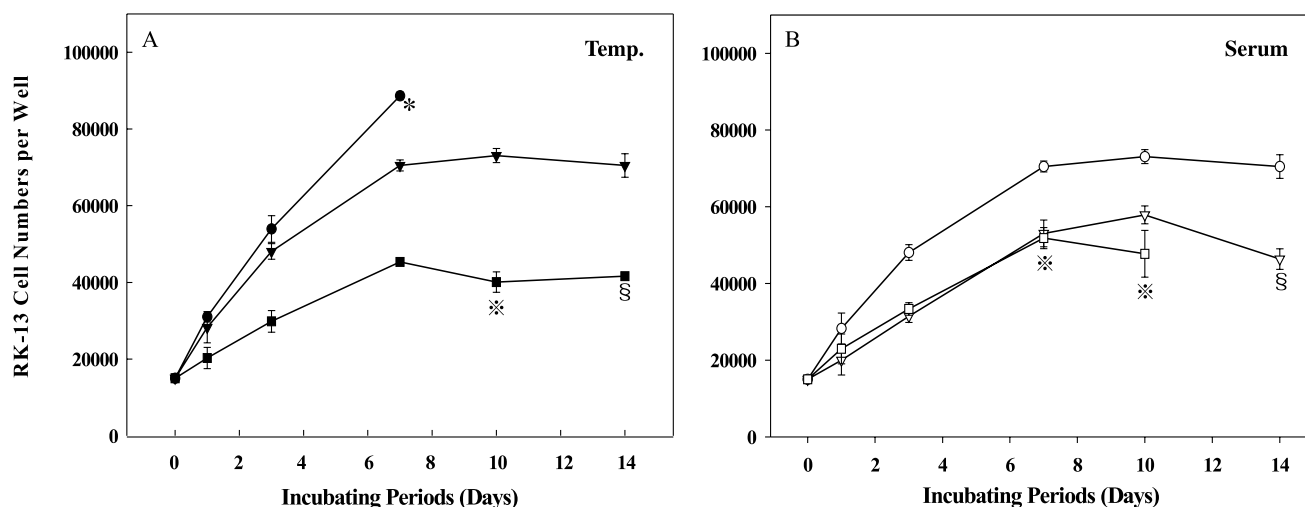 A
Temp.
RK-13 Cell Numbers per Well
100000
80000
60000
40000
20000
0
*
※
§
0 2 4 6 8 10 12 14
Incubating Periods (Days)
B
Serum
100000
80000
60000
40000
20000
0
※
※
§
0 2 4 6 8 10 12 14
Incubating Periods (Days)